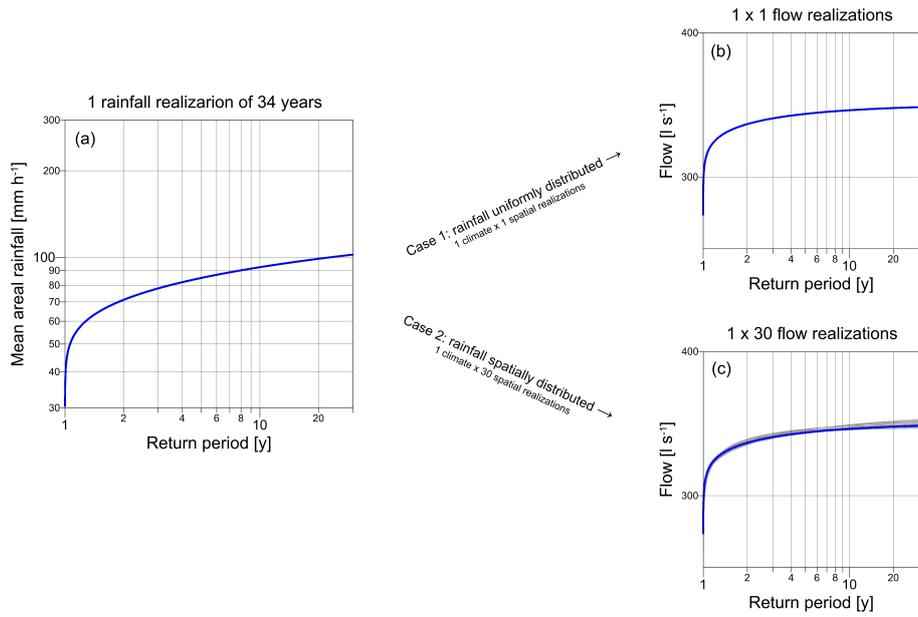 1 rainfall realizarion of 34 years
(a)
300
200
100
90
80
70
60
50
40
30
Mean areal rainfall [mm h⁻¹]
1 2 4 6 8 10 20
Return period [y]
Case 1: rainfall uniformly distributed →
1 climate x 1 spatial realizations
Case 2: rainfall spatially distributed →
1 climate x 30 spatial realizations
1 x 1 flow realizations
(b)
400
300
Flow [l s⁻¹]
1 2 4 6 8 10 20
Return period [y]
1 x 30 flow realizations
(c)
400
300
Flow [l s⁻¹]
1 2 4 6 8 10 20
Return period [y]